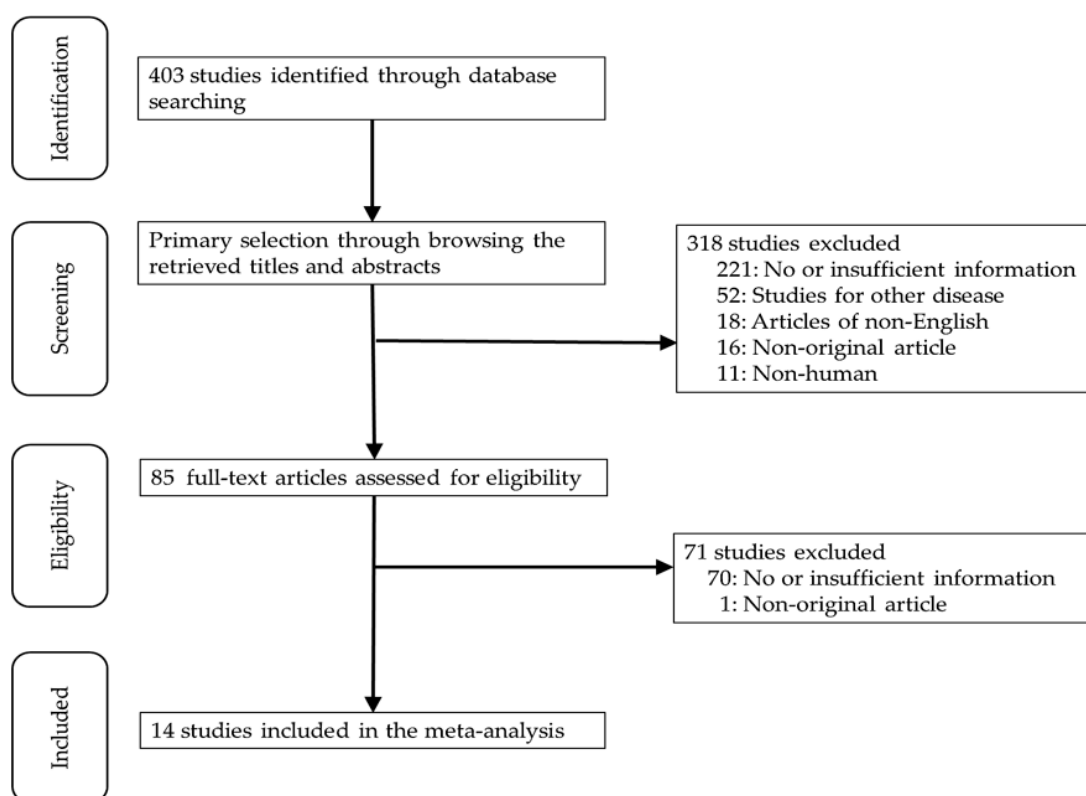 Identification
403 studies identified through database
searching
Screening
Primary selection through browsing the
retrieved titles and abstracts
318 studies excluded
221: No or insufficient information
52: Studies for other disease
18: Articles of non-English
16: Non-original article
11: Non-human
Eligibility
85 full-text articles assessed for eligibility
71 studies excluded
70: No or insufficient information
1: Non-original article
Included
14 studies included in the meta-analysis